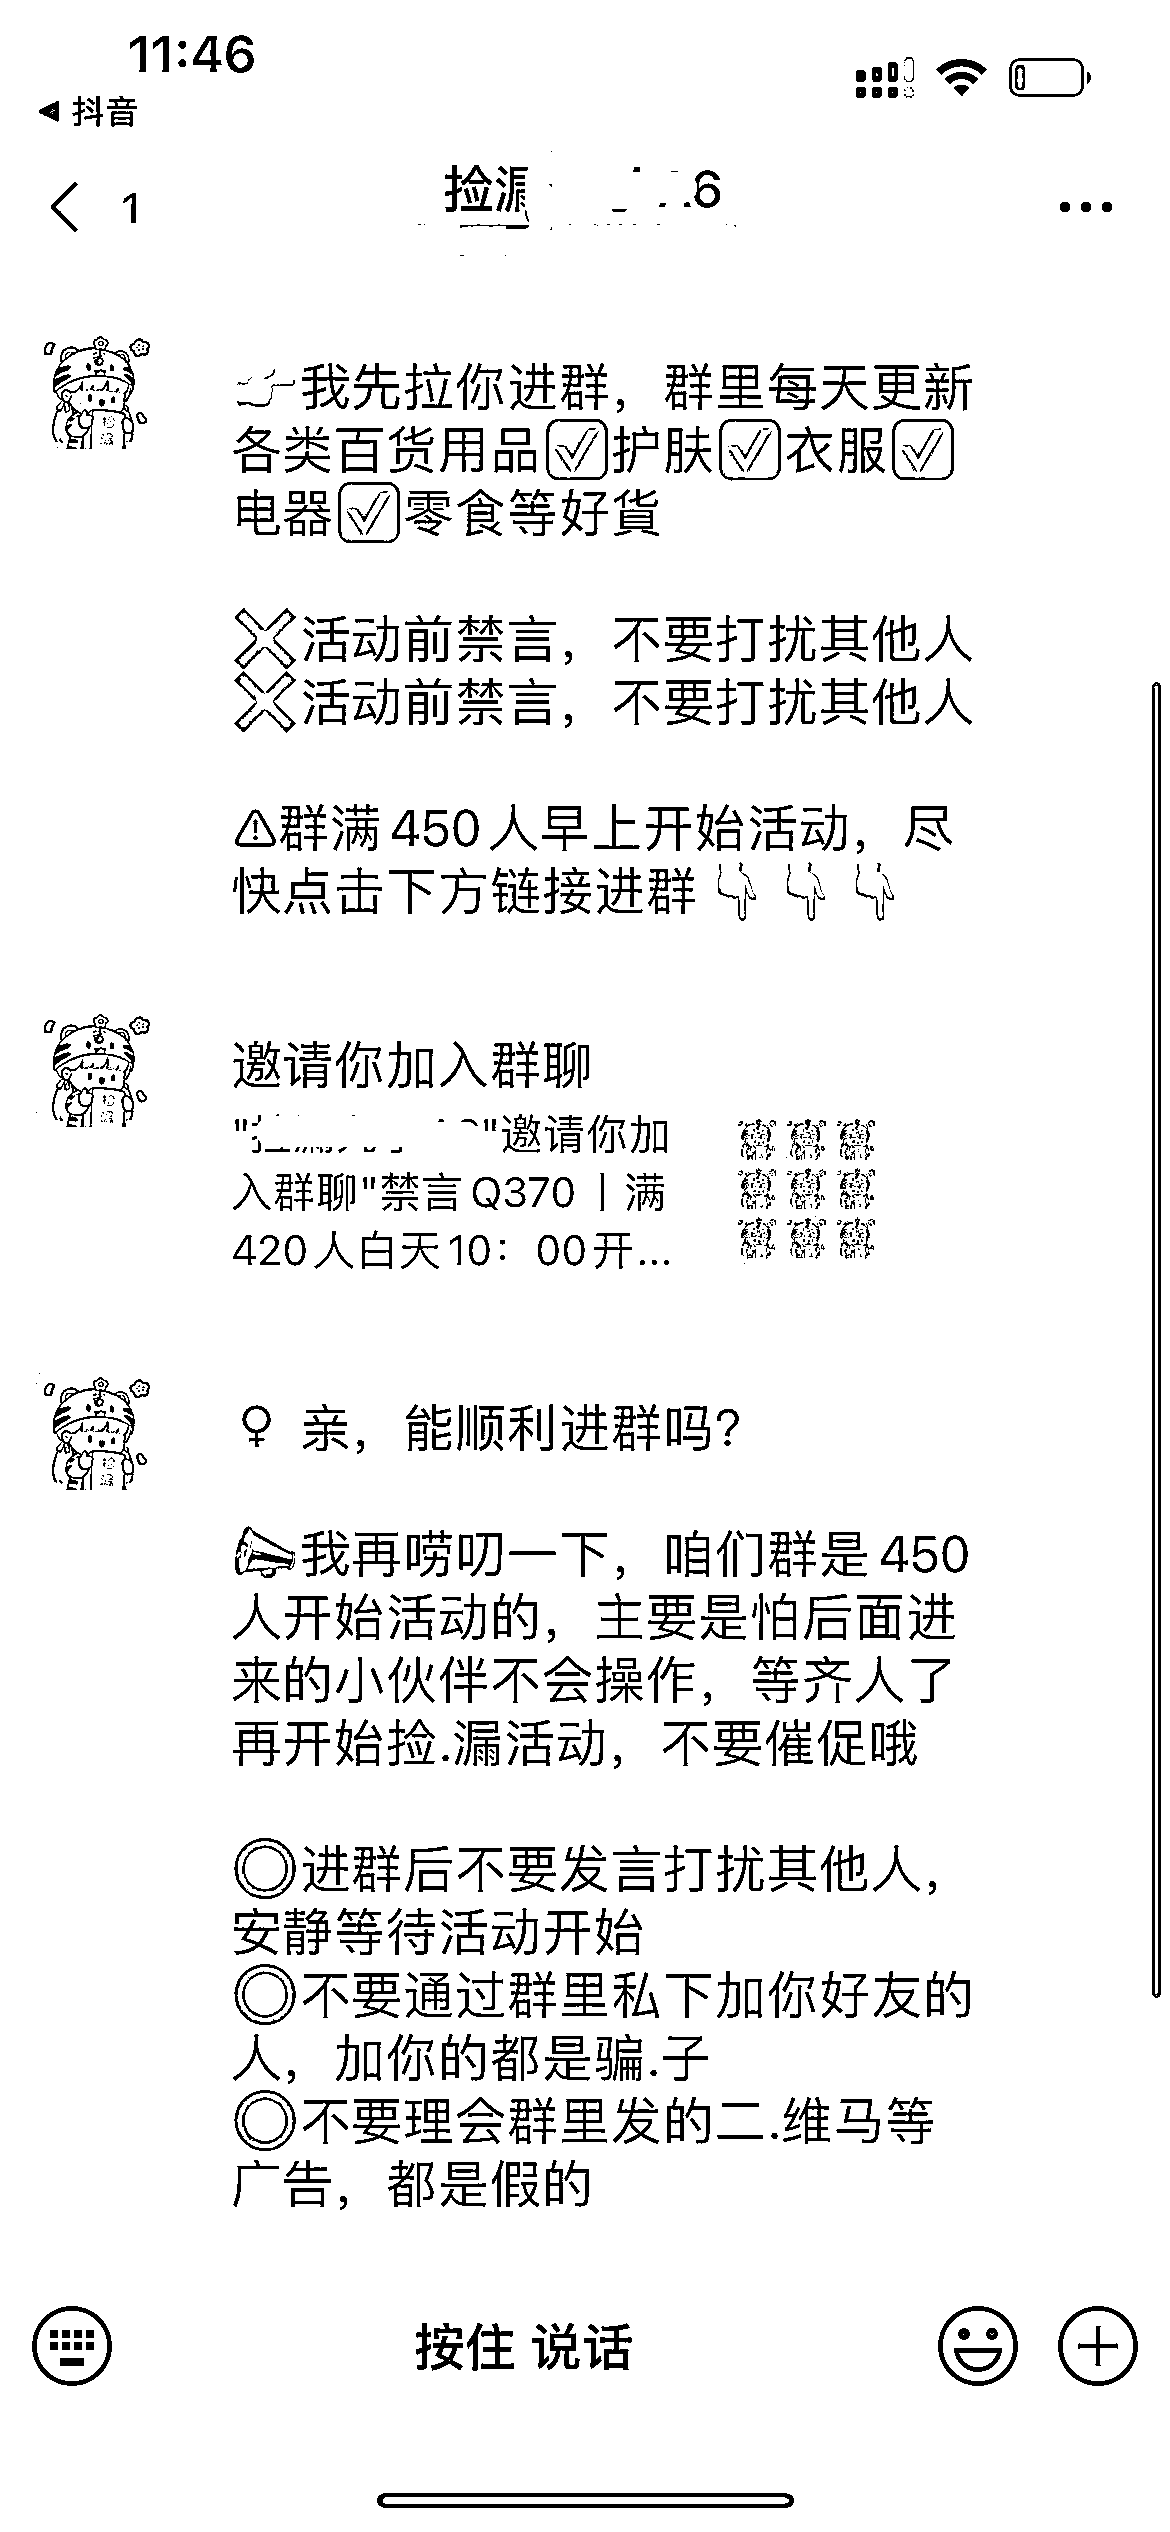 11:46
抖音
1
捡漏
6
我先拉你进群，群里每天更新
各类百货用品✅护肤✅衣服✅
电器✅零食等好貨
❌活动前禁言，不要打扰其他人
❌活动前禁言，不要打扰其他人
⚠群满450人早上开始活动，尽
快点击下方链接进群👇👇👇
邀请你加入群聊
"邀请你加
入群聊"禁言Q370丨满
420人白天10：00开...
♀ 亲，能顺利进群吗？
我再唠叨一下，咱们群是450
人开始活动的，主要是怕后面进
来的小伙伴不会操作，等齐人了
再开始捡.漏活动，不要催促哦
进群后不要发言打扰其他人，
安静等待活动开始
不要通过群里私下加你好友的
人，加你的都是骗.子
不要理会群里发的二.维马等
广告，都是假的
按住 说话